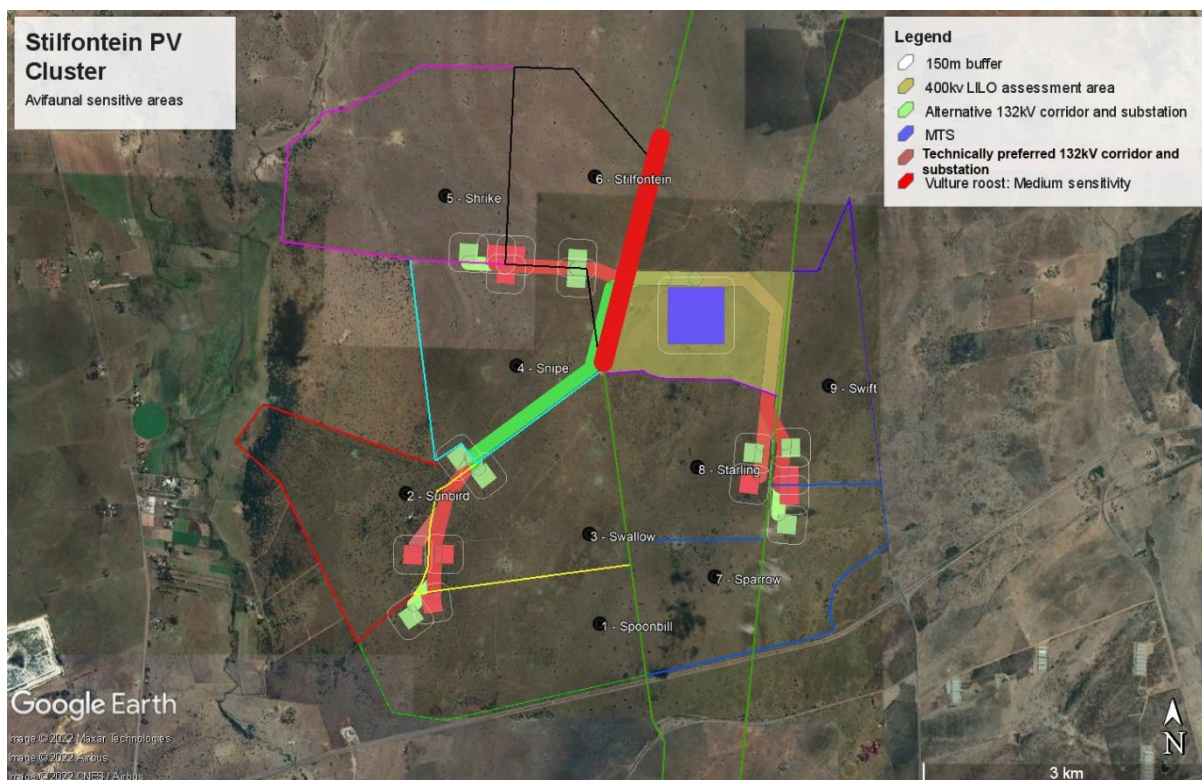 Stilfontein PV
Cluster
Avifaunal sensitive areas
Legend
150m buffer
400kv LILO assessment area
Alternative 132kV corridor and substation
MTS
Technically preferred 132kV corridor and
substation
Vulture roost: Medium sensitivity
6 - Stilfontein
5 - Shrike
4 - Snipe
9 - Swift
8 - Starling
2 - Sunbird
3 - Swallow
7 - Sparrow
1 - Spoonbill
Google Earth
Image © 2022 Maxar Technologies
Image © 2022 Airbus
Image © 2022 CNES / Airbus
N
3 km